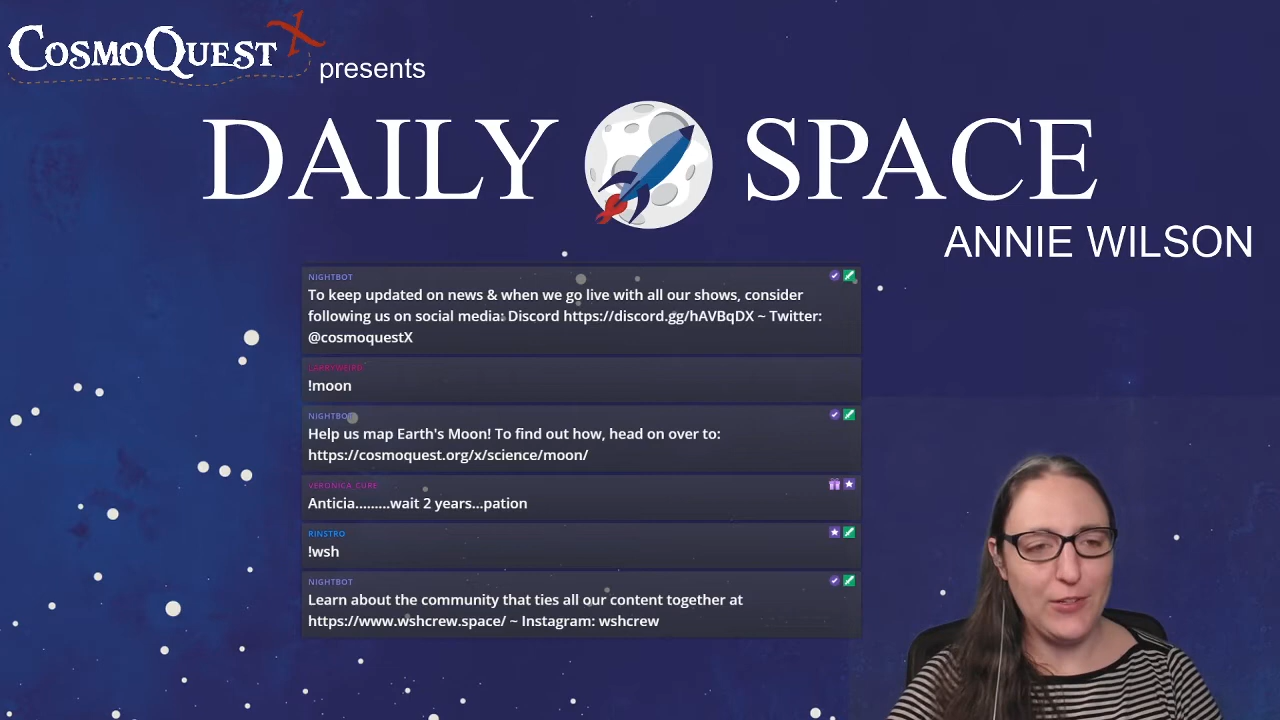 COSMOQUEST X
presents
DAILY SPACE
ANNIE WILSON
NIGHTBOT
To keep updated on news & when we go live with all our shows, consider
following us on social media: Discord https://discord.gg/hAVBqDX ~ Twitter:
@cosmoquestX
!moon
NIGHTBOT
Help us map Earth's Moon! To find out how, head on over to:
https://cosmoquest.org/x/science/moon/
VERONICA CURE
Anticia.........wait 2 years...pation
RINSTRO
!wsh
NIGHTBOT
Learn about the community that ties all our content together at
https://www.wshcrew.space/ ~ Instagram: wshcrew